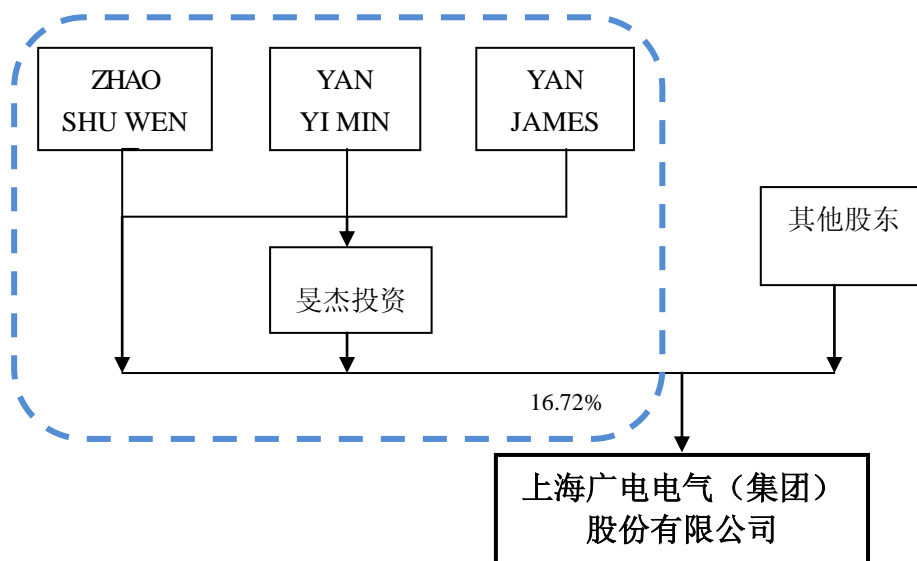 ZHAO
SHU WEN
YAN
YI MIN
YAN
JAMES
其他股东
旻杰投资
16.72%
上海广电电气（集团）
股份有限公司